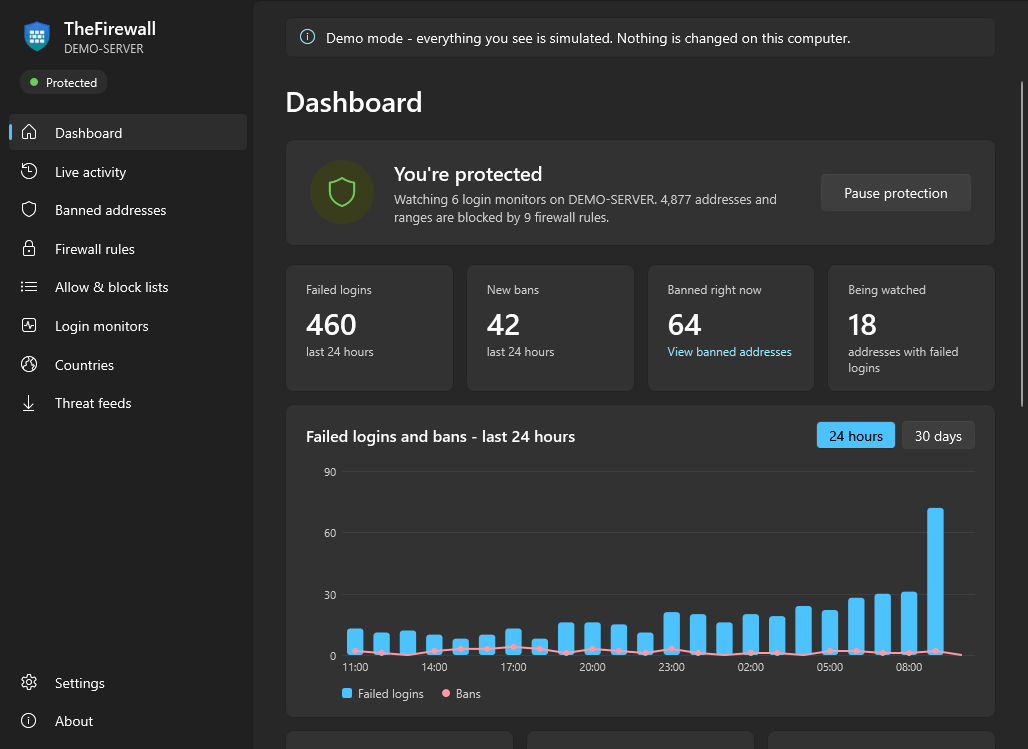 TheFirewall
DEMO-SERVER
Protected
Dashboard
Live activity
Banned addresses
Firewall rules
Allow & block lists
Login monitors
Countries
Threat feeds
Settings
About
Demo mode - everything you see is simulated. Nothing is changed on this computer.
Dashboard
You're protected
Watching 6 login monitors on DEMO-SERVER. 4,877 addresses and
ranges are blocked by 9 firewall rules.
Pause protection
Failed logins
460
last 24 hours
New bans
42
last 24 hours
Banned right now
64
View banned addresses
Being watched
18
addresses with failed
logins
Failed logins and bans - last 24 hours
24 hours
30 days
90
60
30
0
11:00 14:00 17:00 20:00 23:00 02:00 05:00 08:00
Failed logins Bans